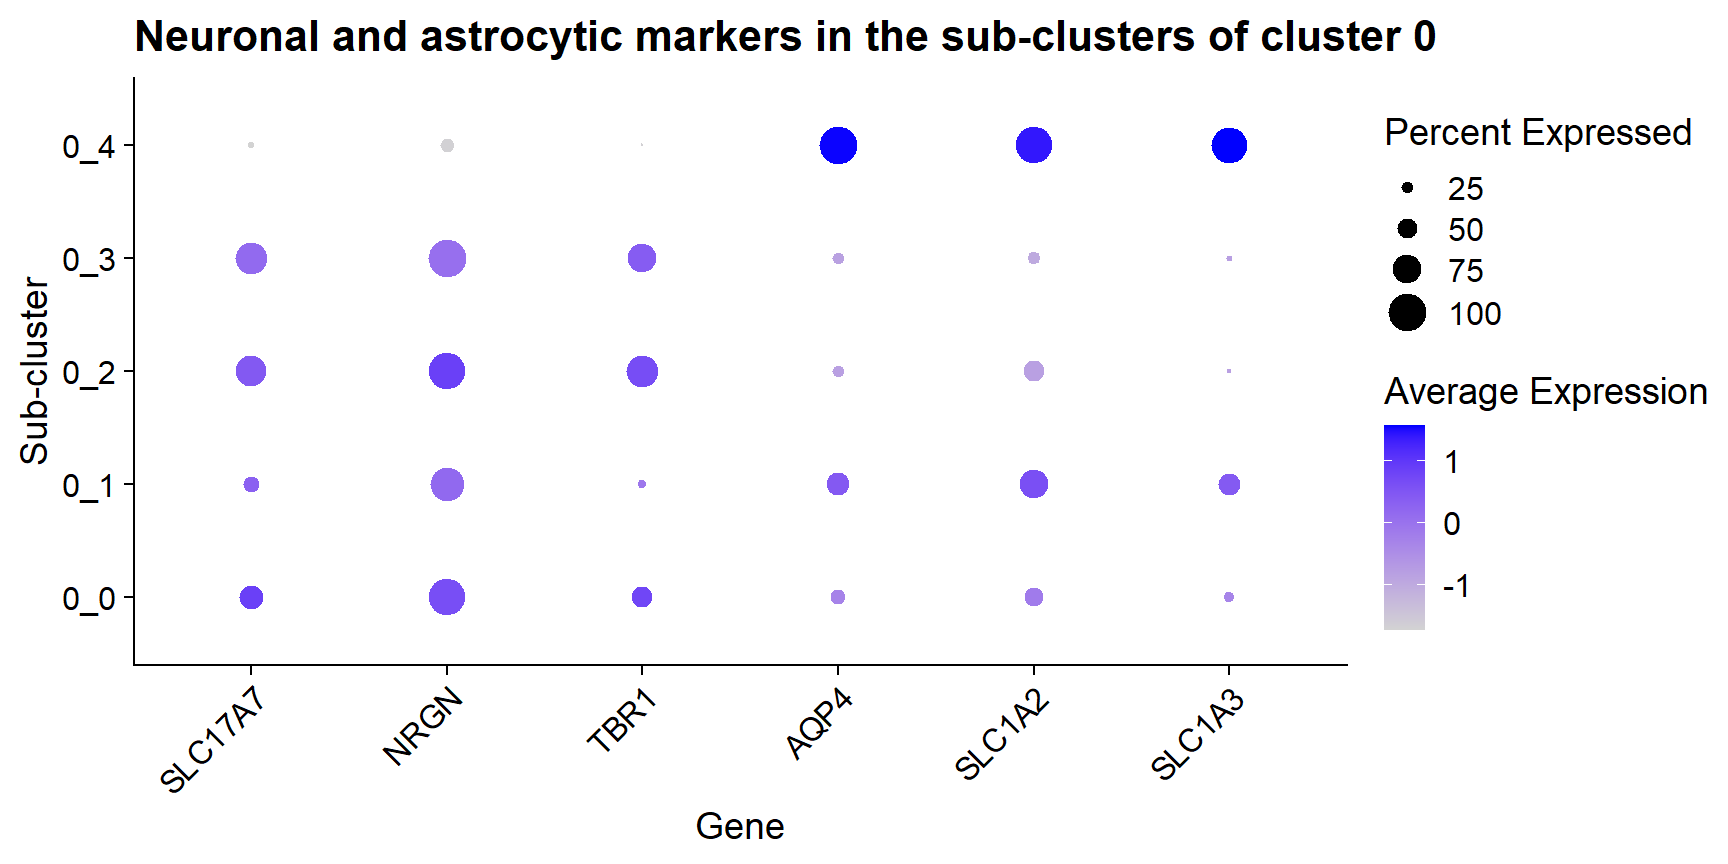 Neuronal and astrocytic markers in the sub-clusters of cluster 0
Sub-cluster
0_4
0_3
0_2
0_1
0_0
SLC17A7
NRGN
TBR1
AQP4
SLC1A2
SLC1A3
Gene
Percent Expressed
25
50
75
100
Average Expression
1
0
-1